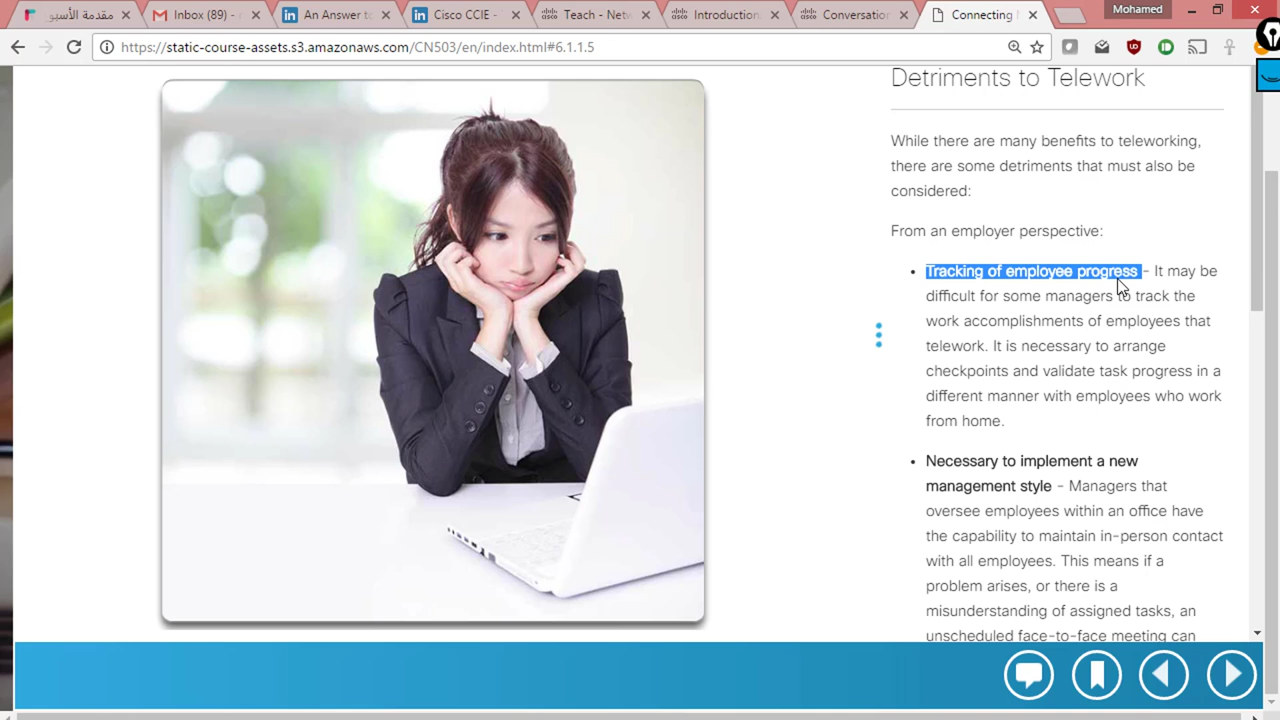 مقدمة الأسبو
Inbox (89) -
An Answer to
Cisco CCIE -
Teach - Netw
Introduction
Conversation
Connecting
Mohamed
https://static-course-assets.s3.amazonaws.com/CN503/en/index.html#6.1.1.5
Detriments to Telework
While there are many benefits to teleworking,
there are some detriments that must also be
considered:
From an employer perspective:
• Tracking of employee progress - It may be
difficult for some managers to track the
work accomplishments of employees that
telework. It is necessary to arrange
checkpoints and validate task progress in a
different manner with employees who work
from home.
• Necessary to implement a new
management style - Managers that
oversee employees within an office have
the capability to maintain in-person contact
with all employees. This means if a
problem arises, or there is a
misunderstanding of assigned tasks, an
unscheduled face-to-face meeting can